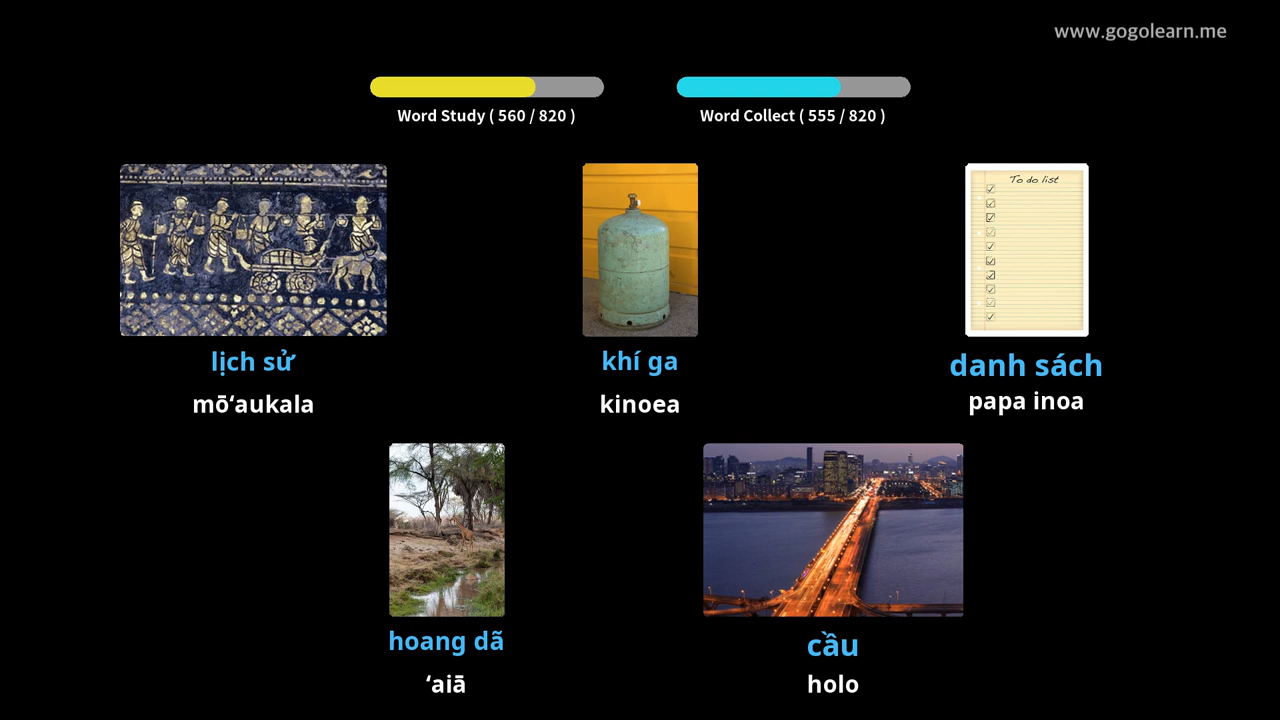 www.gogolearn.me
Word Study ( 560 / 820 )
Word Collect ( 555 / 820 )
To do list
lịch sử
khí ga
danh sách
mōʻaukala
kinoea
papa inoa
hoang dã
cầu
ʻaiā
holo